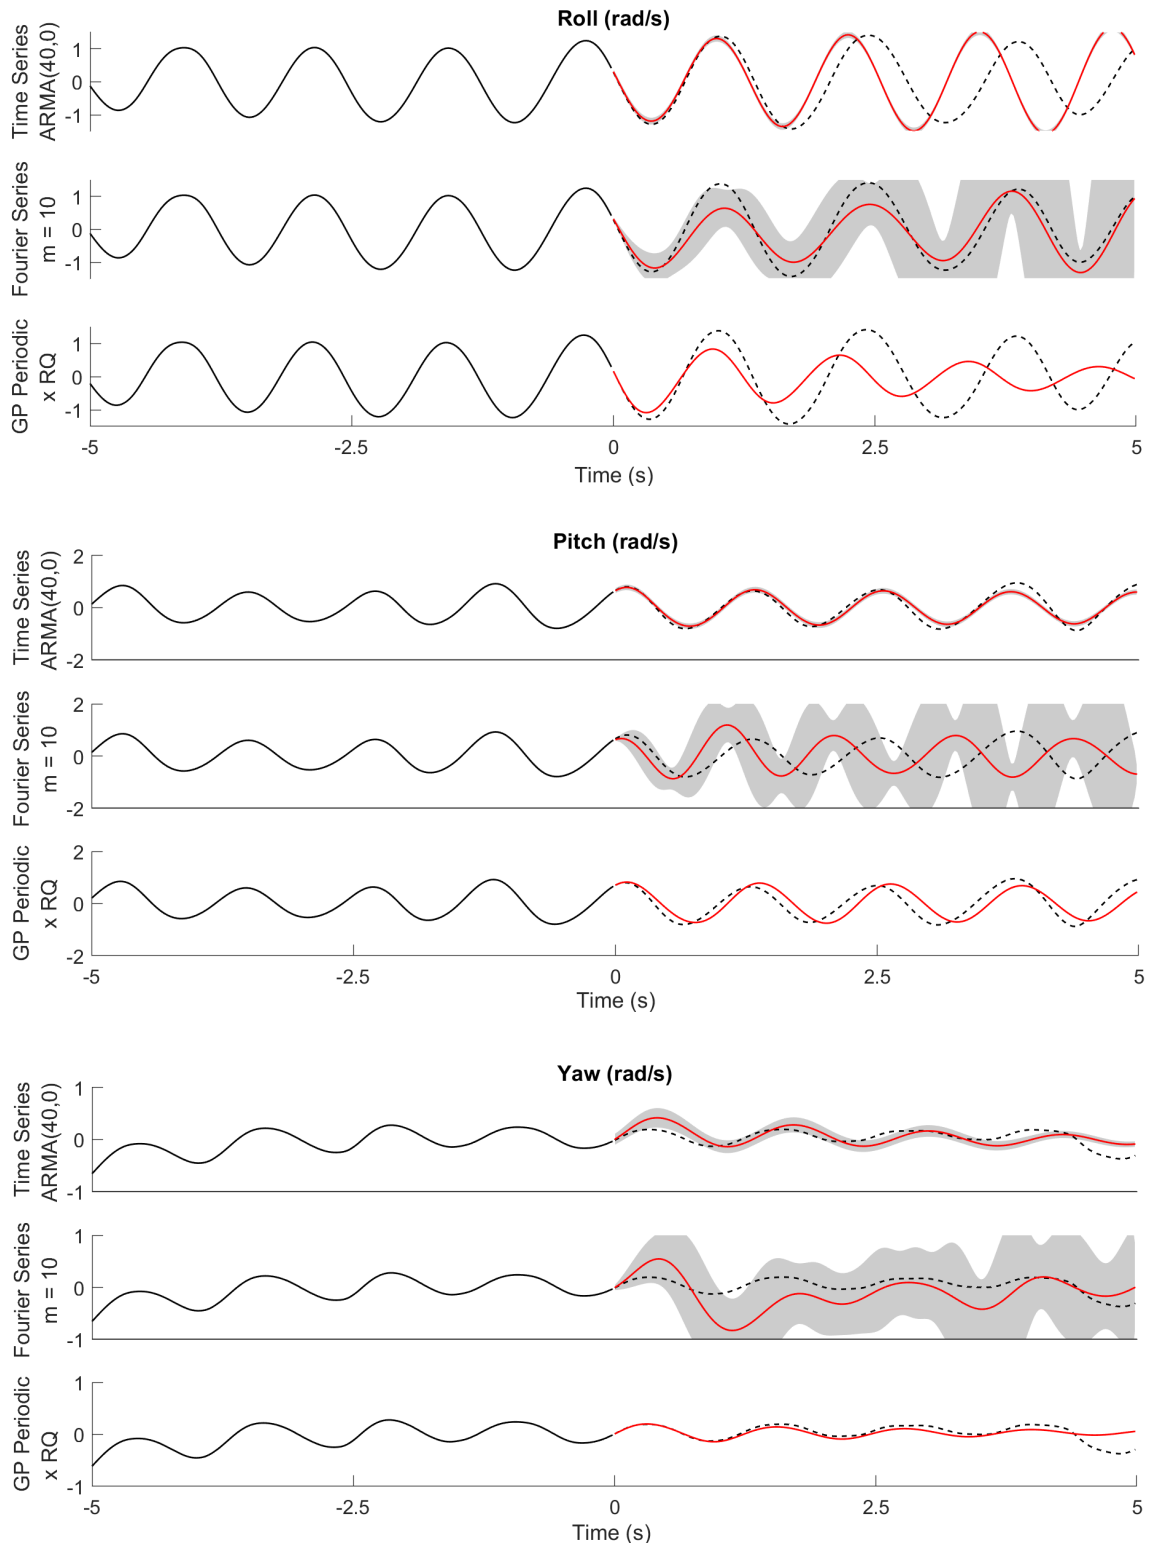 Roll (rad/s)
Time Series
ARMA(40,0)
1
0
-1
Fourier Series
m = 10
1
0
-1
GP Periodic
x RQ
1
0
-1
-5
-2.5
0
2.5
5
Time (s)
Pitch (rad/s)
Time Series
ARMA(40,0)
2
0
-2
Fourier Series
m = 10
2
0
-2
GP Periodic
x RQ
2
0
-2
-5
-2.5
0
2.5
5
Time (s)
Yaw (rad/s)
Time Series
ARMA(40,0)
1
0
-1
Fourier Series
m = 10
1
0
-1
GP Periodic
x RQ
1
0
-1
-5
-2.5
0
2.5
5
Time (s)